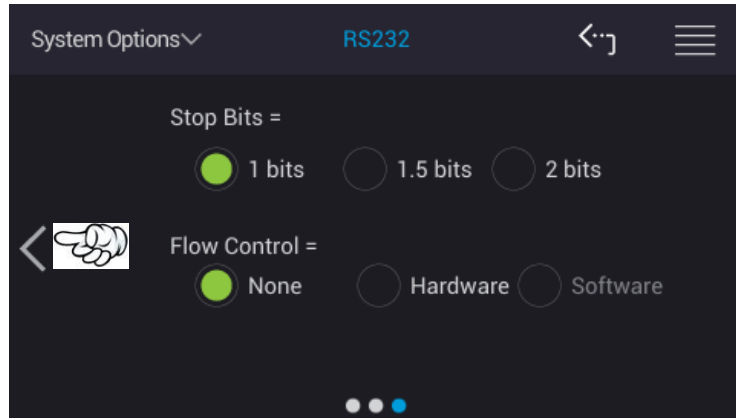 System Options RS232
Stop Bits =
1 bits 1.5 bits 2 bits
Flow Control =
None Hardware Software